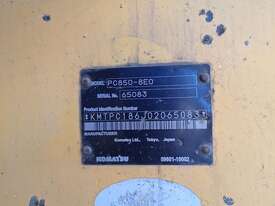 MODEL PC850-8E0
SERIAL No. 65083
Product Identification Number
*KMTPC186J02065083*
MANUFACTURER
Komatsu Ltd., Tokyo, Japan
KOMATSU